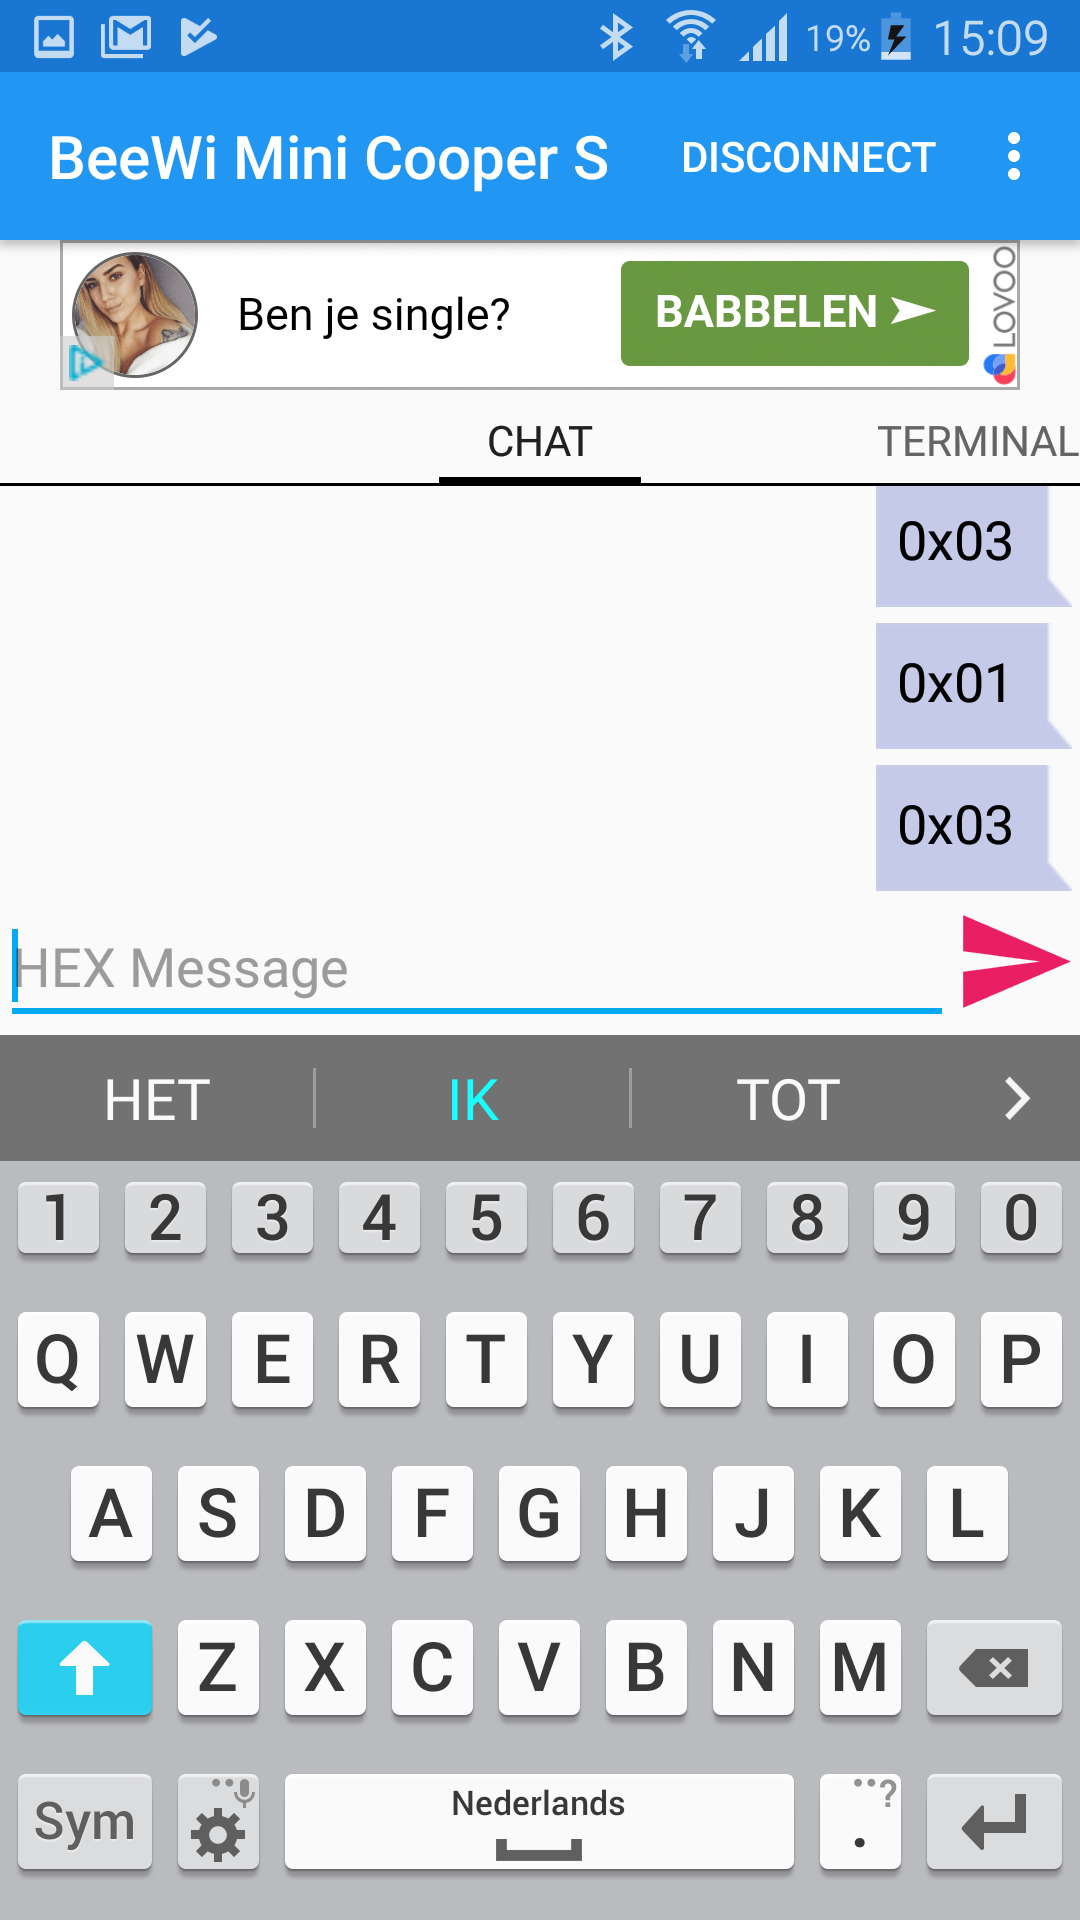 19% 15:09
BeeWi Mini Cooper S DISCONNECT
Ben je single? BABBELEN LOVOO
CHAT TERMINAL
0x03
0x01
0x03
HEX Message
HET IK TOT
1 2 3 4 5 6 7 8 9 0
Q W E R T Y U I O P
A S D F G H J K L
Z X C V B N M
Sym Nederlands . ?